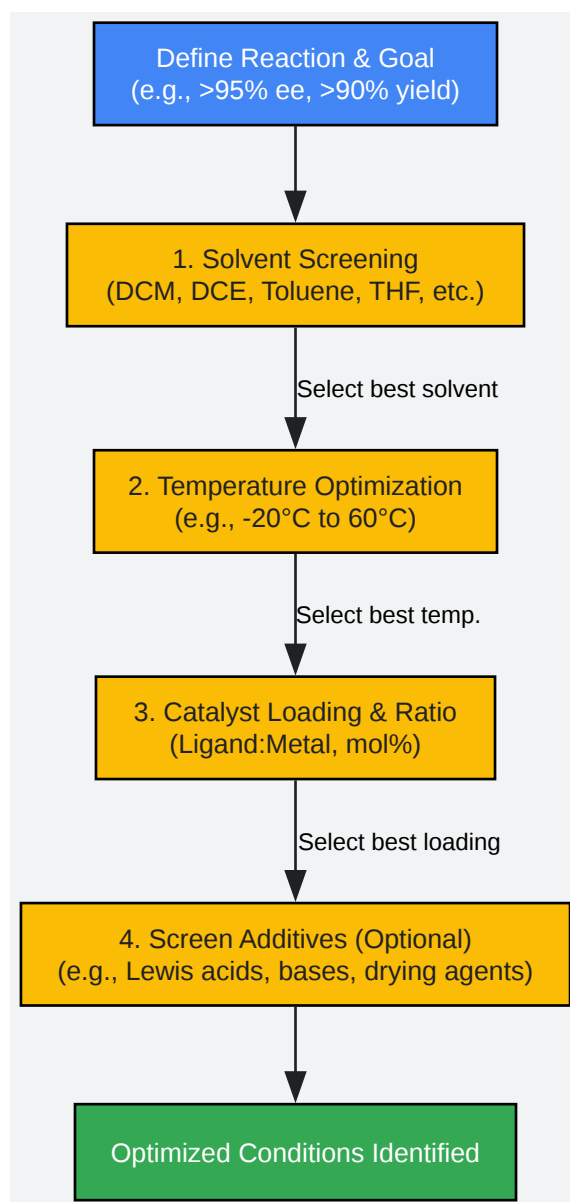 Define Reaction & Goal
(e.g., >95% ee, >90% yield)
1. Solvent Screening
(DCM, DCE, Toluene, THF, etc.)
Select best solvent
2. Temperature Optimization
(e.g., -20°C to 60°C)
Select best temp.
3. Catalyst Loading & Ratio
(Ligand:Metal, mol%)
Select best loading
4. Screen Additives (Optional)
(e.g., Lewis acids, bases, drying agents)
Optimized Conditions Identified